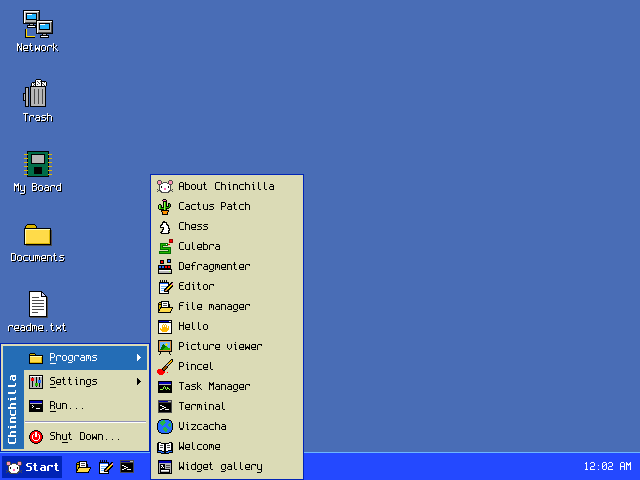 Network
Trash
My Board
Documents
readme.txt
Chinchilla
Programs
Settings
Run...
Shut Down...
About Chinchilla
Cactus Patch
Chess
Culebra
Defragmenter
Editor
File manager
Hello
Picture viewer
Pincel
Task Manager
Terminal
Vizcacha
Welcome
Widget gallery
Start
12:02 AM